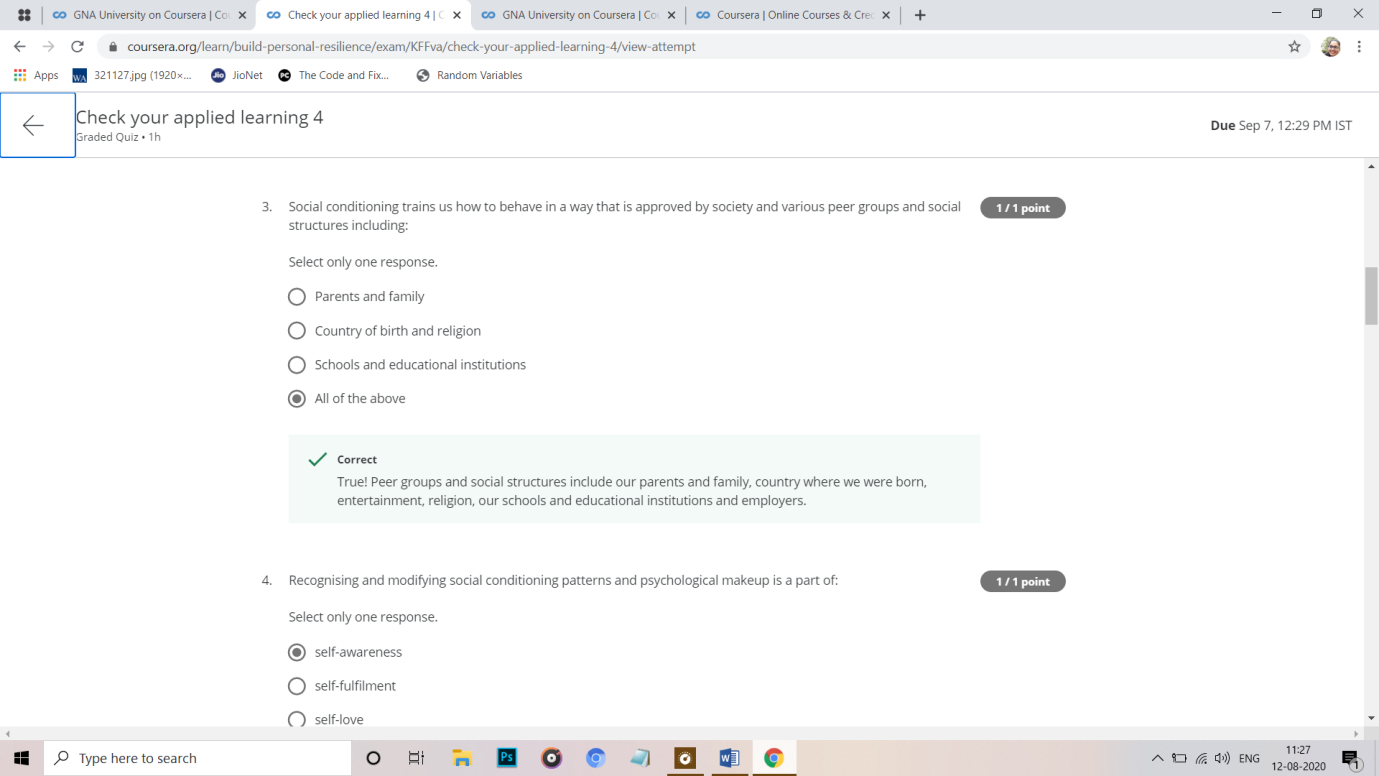 GNA University on Coursera | Co
Check your applied learning 4 | C
GNA University on Coursera | Co
Coursera | Online Courses & Cred
coursera.org/learn/build-personal-resilience/exam/KFFva/check-your-applied-learning-4/view-attempt
Apps
WA
321127.jpg (1920×...
Jio
JioNet
PC
The Code and Fix...
Random Variables
Check your applied learning 4
Graded Quiz • 1h
Due Sep 7, 12:29 PM IST
3. Social conditioning trains us how to behave in a way that is approved by society and various peer groups and social
structures including:
1 / 1 point
Select only one response.
Parents and family
Country of birth and religion
Schools and educational institutions
All of the above
Correct
True! Peer groups and social structures include our parents and family, country where we were born,
entertainment, religion, our schools and educational institutions and employers.
4. Recognising and modifying social conditioning patterns and psychological makeup is a part of:
1 / 1 point
Select only one response.
self-awareness
self-fulfilment
self-love
Type here to search
Ps
W
ENG
11:27
12-08-2020
1